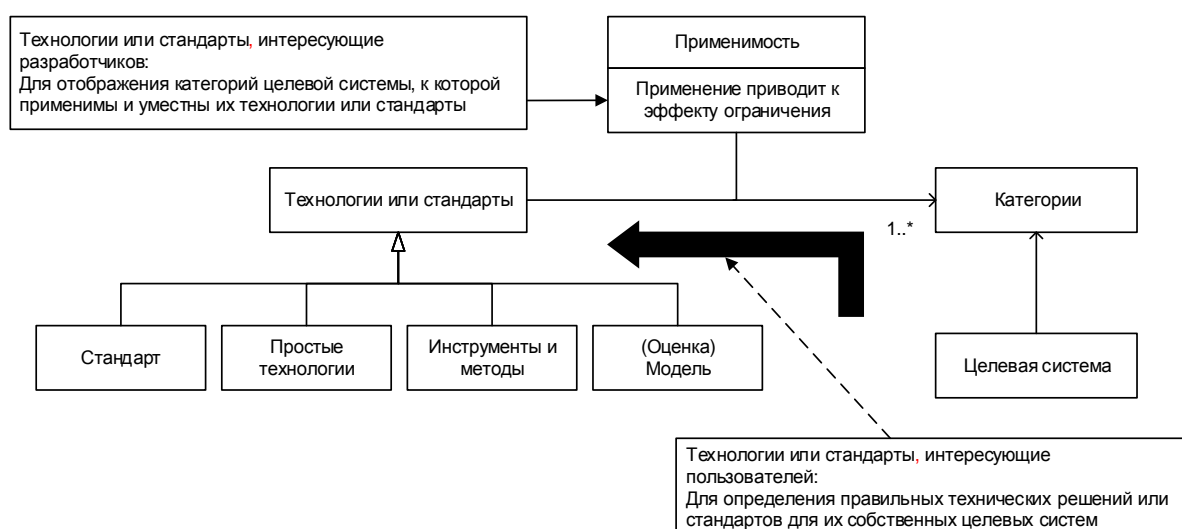 Технологии или стандарты, интересующие
разработчиков:
Для отображения категорий целевой системы, к которой
применимы и уместны их технологии или стандарты
Применимость
Применение приводит к
эффекту ограничения
Технологии или стандарты
Категории
1..*
Стандарт
Простые
технологии
Инструменты и
методы
(Оценка)
Модель
Целевая система
Технологии или стандарты, интересующие
пользователей:
Для определения правильных технических решений или
стандартов для их собственных целевых систем